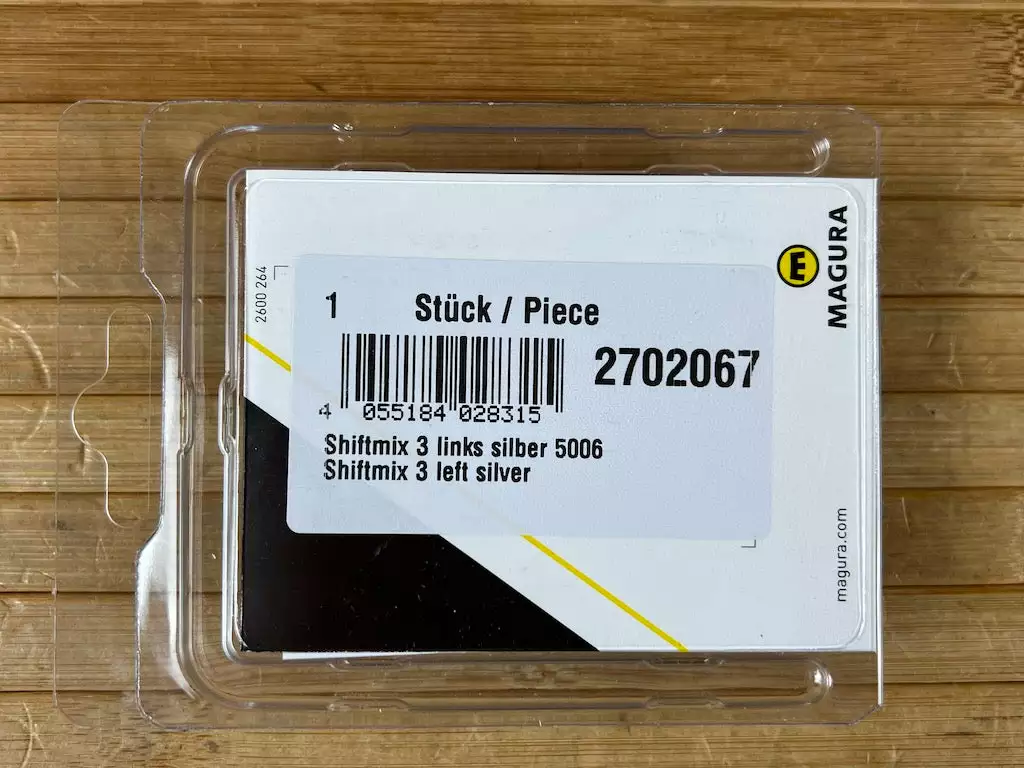 2600 264
E MAGURA
1 Stück / Piece
2702067
4 055184 028315
Shiftmix 3 links silber 5006
Shiftmix 3 left silver
magura.com